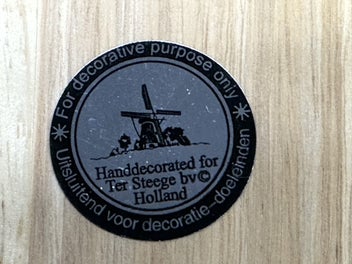 ✳ For decorative purpose only ✳
Handdecorated for
Ter Steege bv©
Holland
Uitsluitend voor decoratie-doeleinden